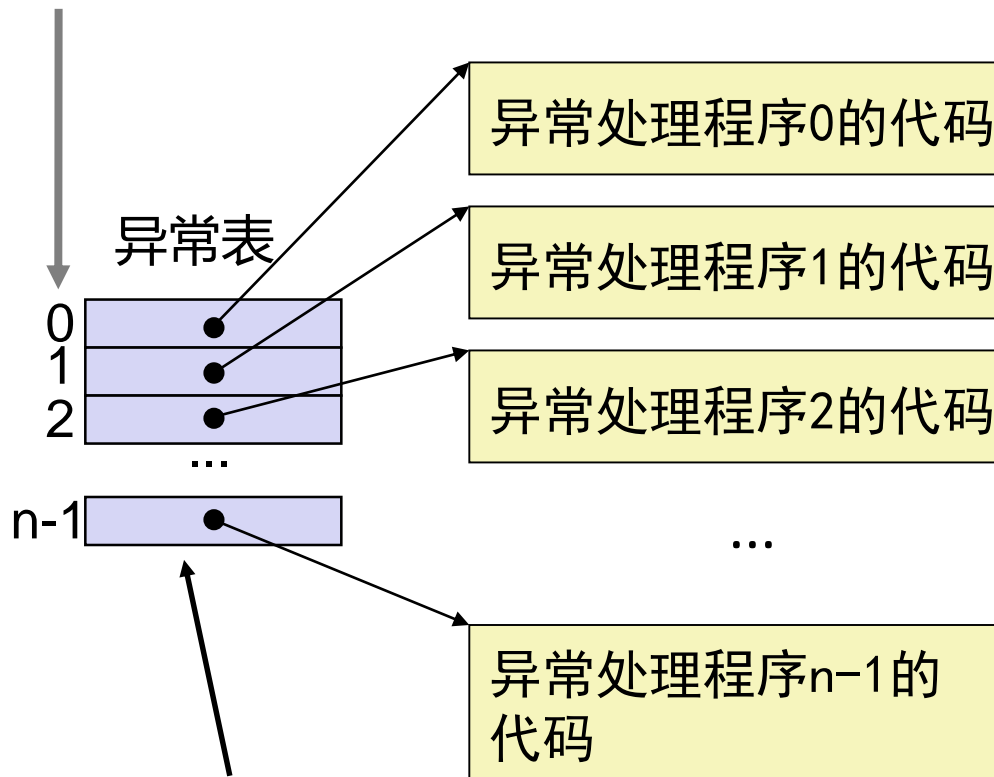 异常表
0
1
2
...
n-1
异常处理程序0的代码
异常处理程序1的代码
异常处理程序2的代码
...
异常处理程序n-1的
代码